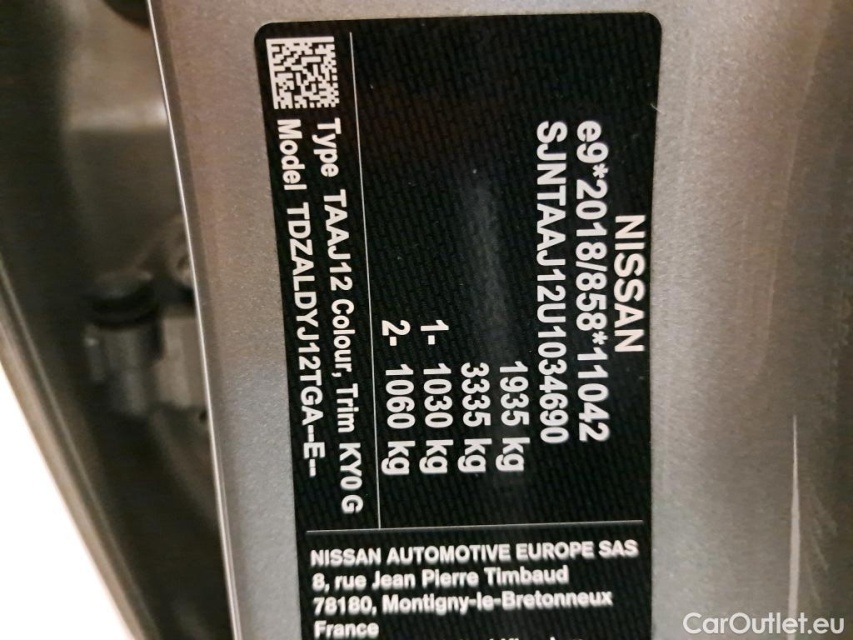 NISSAN
e9*2018/858*11042
SJNTAAJ12U1034690
1935 kg
3335 kg
1- 1030 kg
2- 1060 kg
Type TAAJ12 Colour, Trim KY0 G
Model TDZALDYJ12TGA--E--
NISSAN AUTOMOTIVE EUROPE SAS
8, rue Jean Pierre Timbaud
78180, Montigny-le-Bretonneux
France
CarOutlet.eu